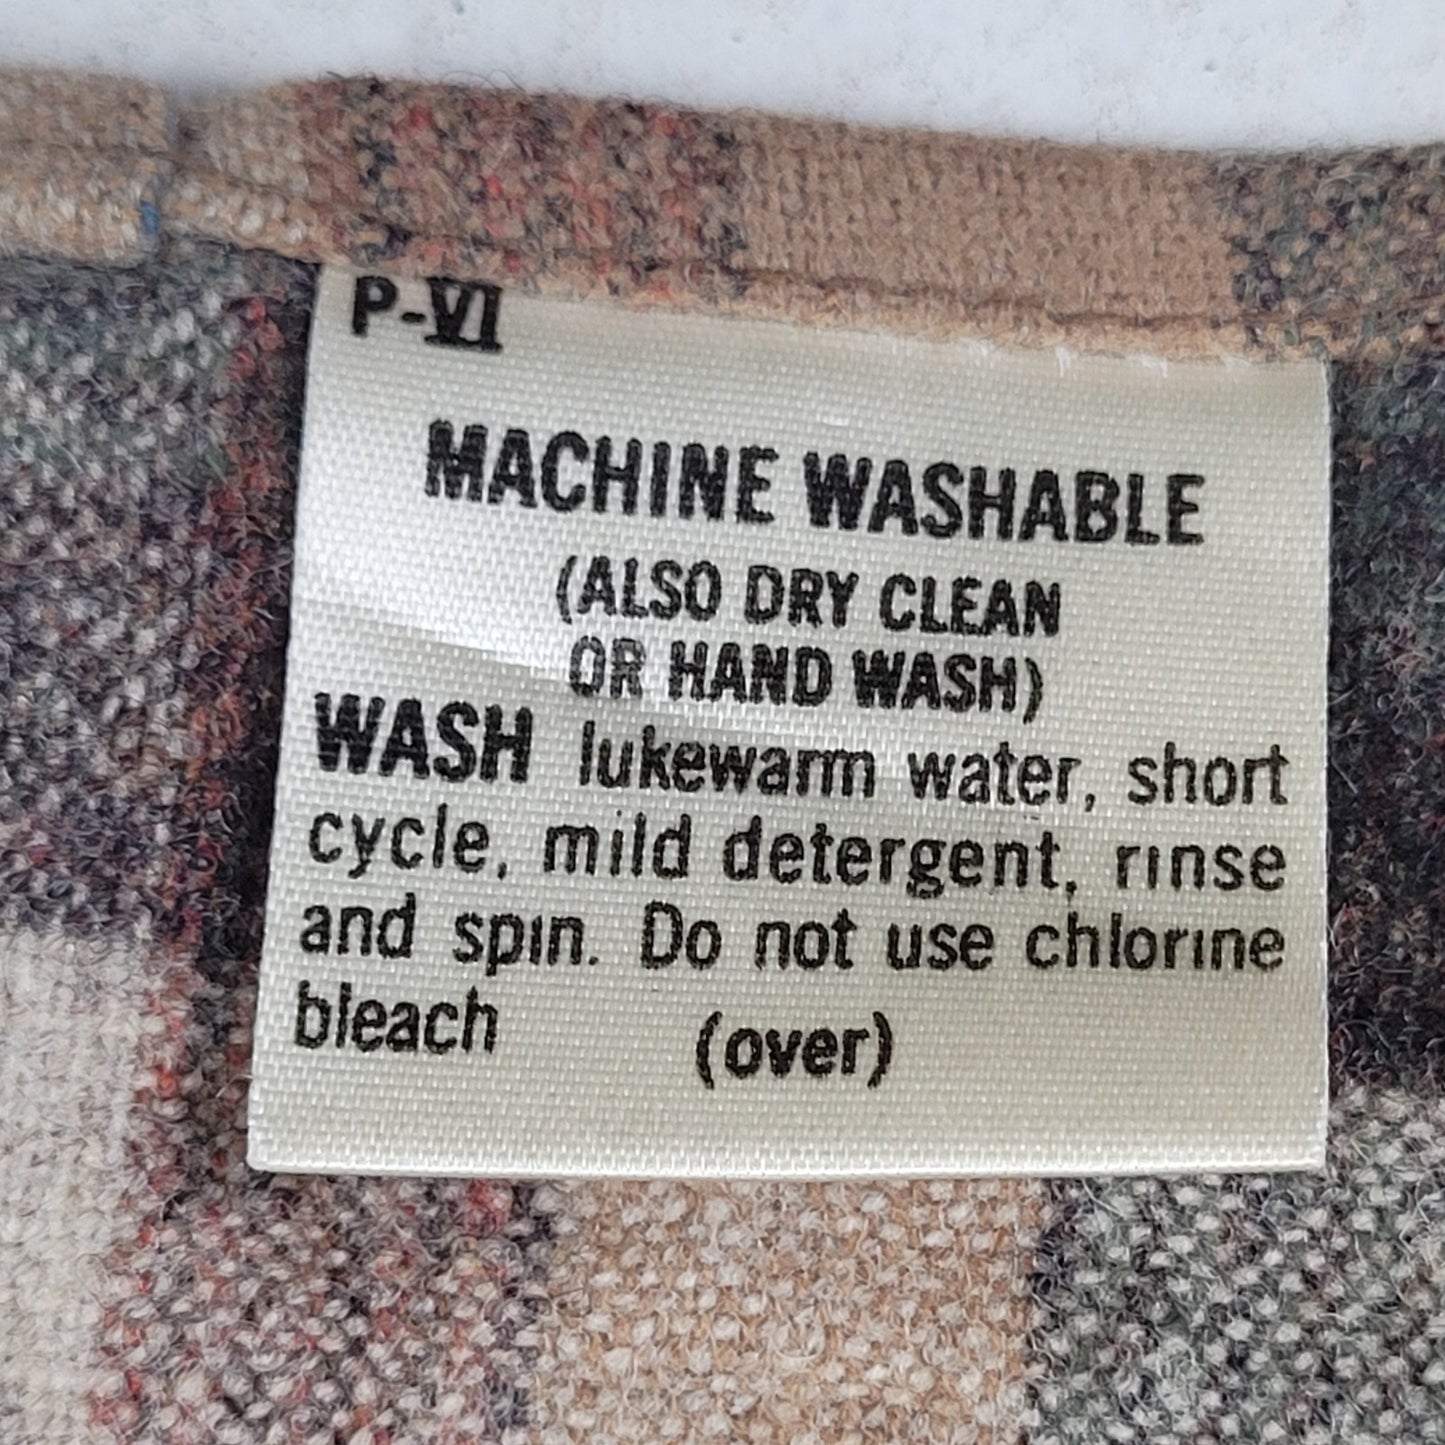 P-VI
MACHINE WASHABLE
(ALSO DRY CLEAN
OR HAND WASH)
WASH lukewarm water, short
cycle, mild detergent, rinse
and spin. Do not use chlorine
bleach (over)